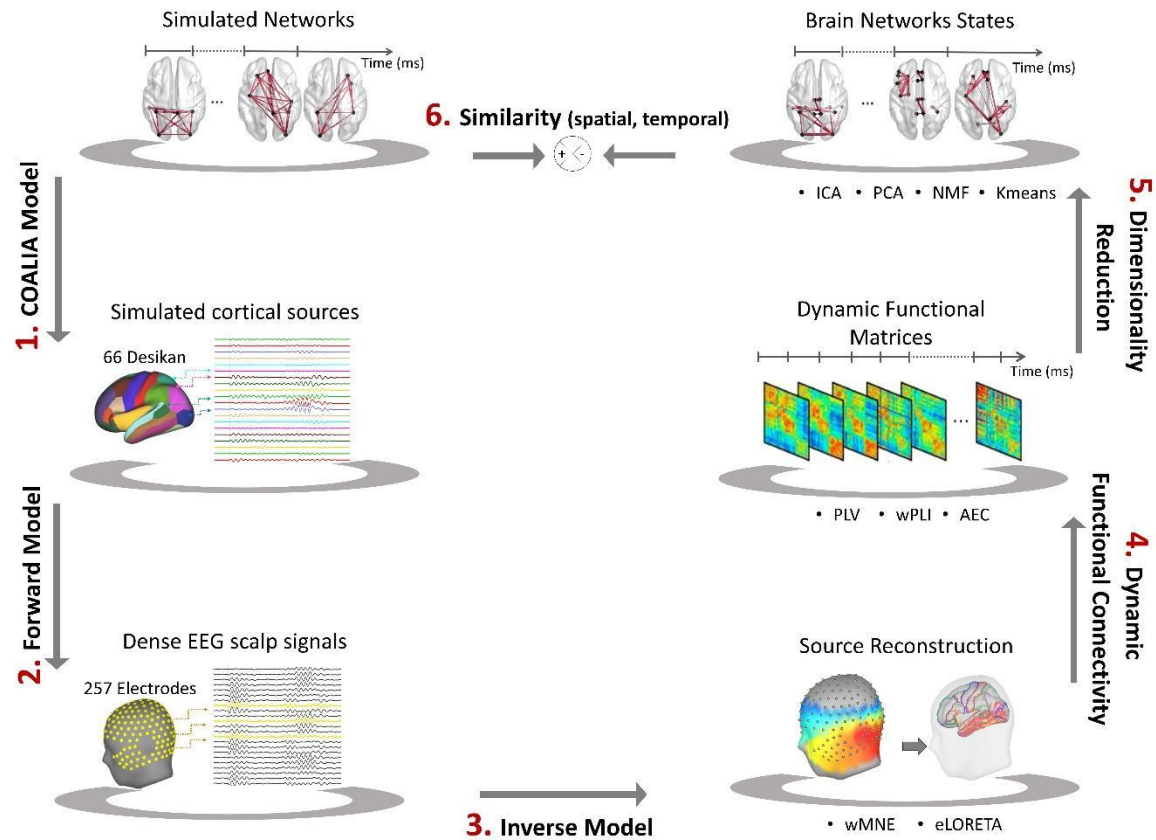 Simulated Networks
Time (ms)
...
1. COALIA Model
Simulated cortical sources
66 Desikan
2. Forward Model
Dense EEG scalp signals
257 Electrodes
3. Inverse Model
Source Reconstruction
• wMNE • eLORETA
4. Dynamic
Functional Connectivity
Dynamic Functional
Matrices
Time (ms)
...
• PLV • wPLI • AEC
5. Dimensionality
Reduction
Brain Networks States
Time (ms)
...
• ICA • PCA • NMF • Kmeans
6. Similarity (spatial, temporal)
+ -